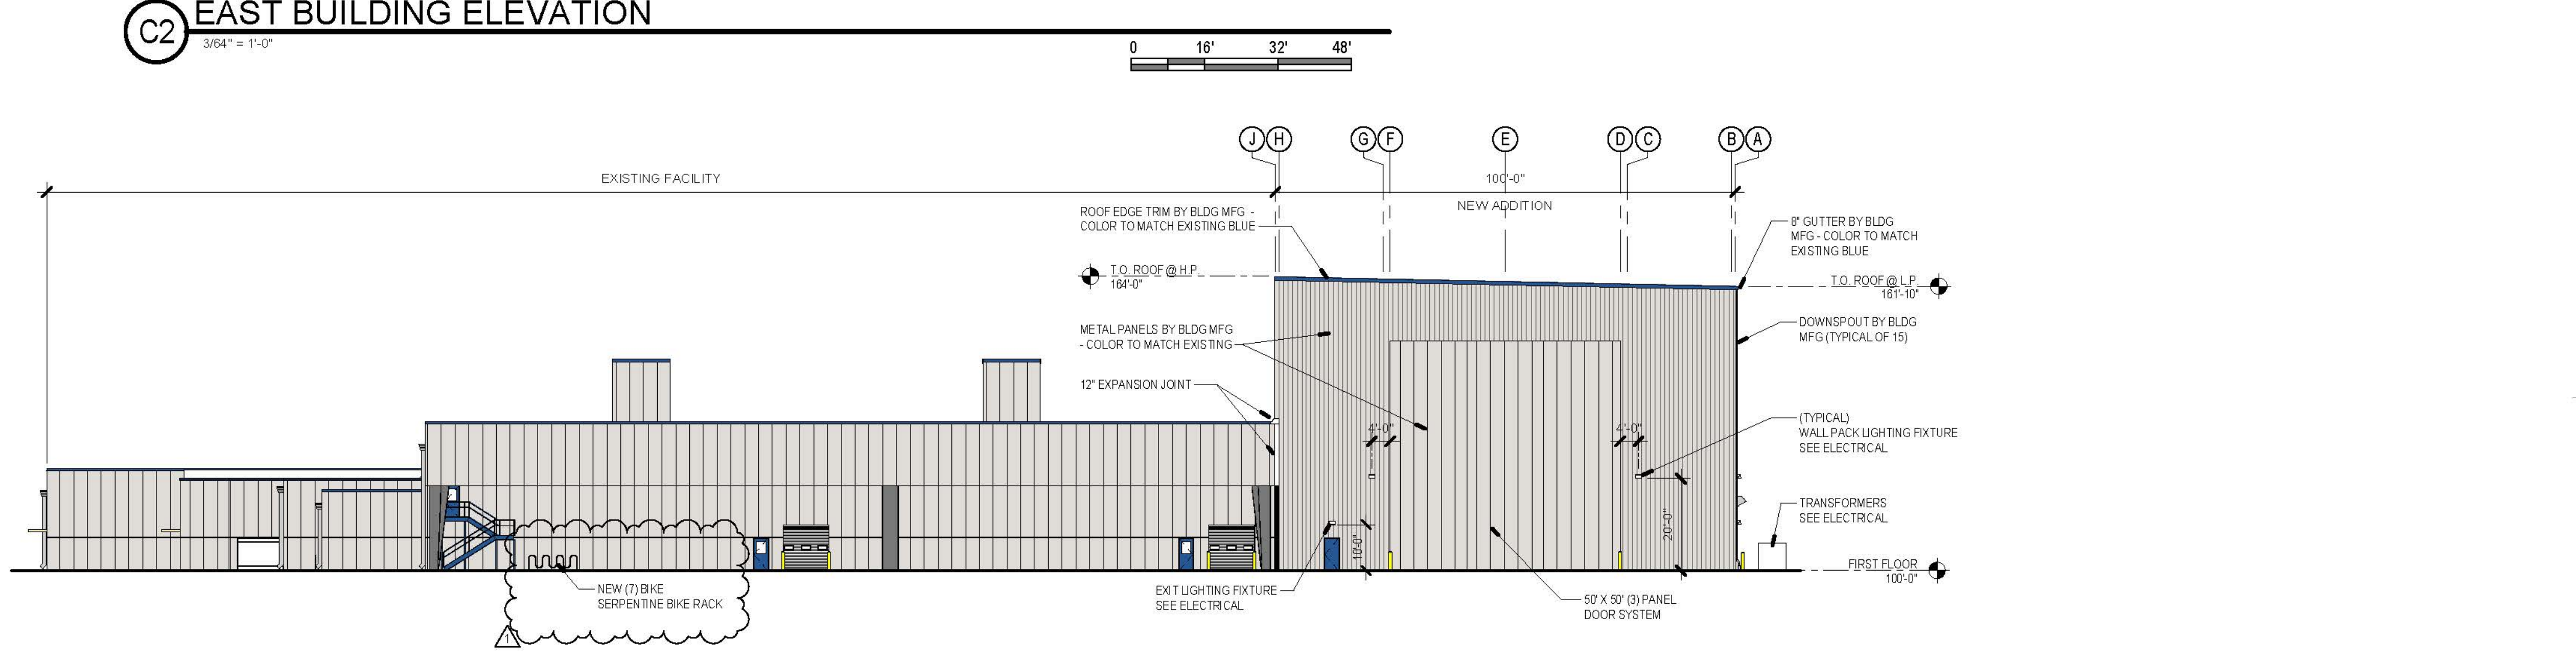 EAST BUILDING ELEVATION
C2
3/64" = 1'-0"
0 16' 32' 48'
J H G F E D C B A
EXISTING FACILITY
100'-0"
NEW ADDITION
ROOF EDGE TRIM BY BLDG MFG -
COLOR TO MATCH EXISTING BLUE
8" GUTTER BY BLDG
MFG - COLOR TO MATCH
EXISTING BLUE
T.O. ROOF @ H.P.
164'-0"
T.O. ROOF @ L.P.
161'-10"
METAL PANELS BY BLDG MFG
- COLOR TO MATCH EXISTING
DOWNSPOUT BY BLDG
MFG (TYPICAL OF 15)
12" EXPANSION JOINT
4'-0"
4'-0"
(TYPICAL)
WALL PACK LIGHTING FIXTURE
SEE ELECTRICAL
TRANSFORMERS
SEE ELECTRICAL
20'-0"
10'-0"
FIRST FLOOR
100'-0"
NEW (7) BIKE
SERPENTINE BIKE RACK
EXIT LIGHTING FIXTURE
SEE ELECTRICAL
50' X 50' (3) PANEL
DOOR SYSTEM
1